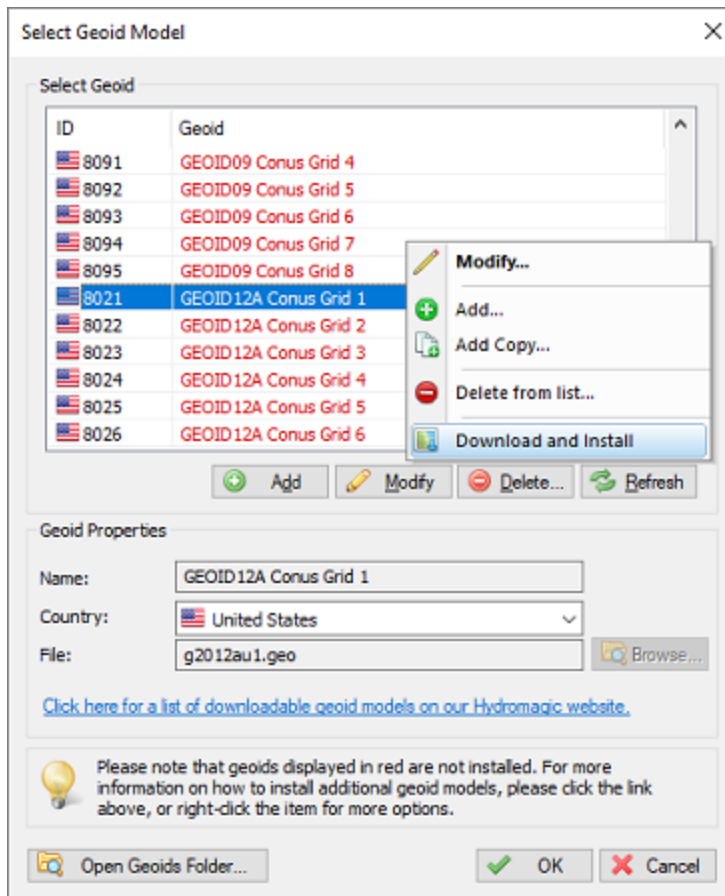 Select Geoid Model
Select Geoid
ID Geoid
8091 GEOID09 Conus Grid 4
8092 GEOID09 Conus Grid 5
8093 GEOID09 Conus Grid 6
8094 GEOID09 Conus Grid 7
8095 GEOID09 Conus Grid 8
8021 GEOID12A Conus Grid 1
8022 GEOID12A Conus Grid 2
8023 GEOID12A Conus Grid 3
8024 GEOID12A Conus Grid 4
8025 GEOID12A Conus Grid 5
8026 GEOID12A Conus Grid 6
Modify...
Add...
Add Copy...
Delete from list...
Download and Install
Add Modify Delete... Refresh
Geoid Properties
Name: GEOID12A Conus Grid 1
Country: United States
File: g2012au1.geo Browse...
Click here for a list of downloadable geoid models on our Hydromagic website.
Please note that geoids displayed in red are not installed. For more
information on how to install additional geoid models, please click the link
above, or right-click the item for more options.
Open Geoids Folder... OK Cancel